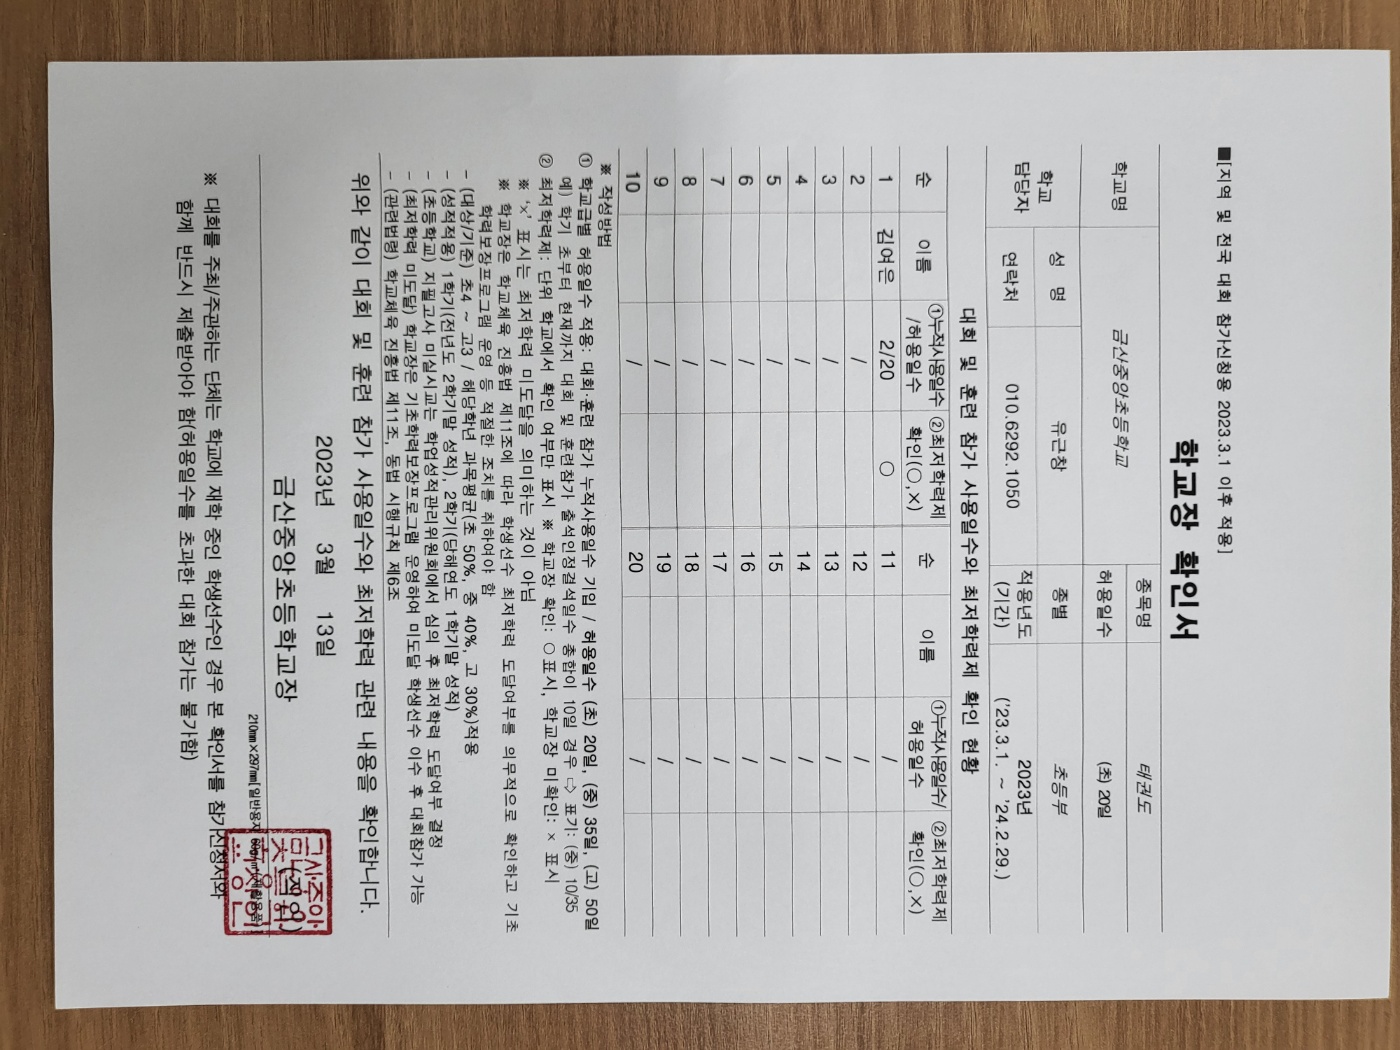 ■[지역 및 전국 대회 참가신청용 2023.3.1 이후 적용]
학교장 확인서
학교명 금산중앙초등학교 종목명 태권도
허용일수 (초) 20일
학교 담당자 성 명 유근창 종별 초등부
연락처 010.6292.1050 적용년도 (기간) 2023년 ('23.3.1. ~ '24.2.29.)
대회 및 훈련 참가 사용일수와 최저학력제 확인 현황
순 이름 ①누적사용일수/허용일수 ②최저학력제 확인(○,×) 순 이름 ①누적사용일수/허용일수 ②최저학력제 확인(○,×)
1 김여은 2/20 ○ 11 /
2 / 12 /
3 / 13 /
4 / 14 /
5 / 15 /
6 / 16 /
7 / 17 /
8 / 18 /
9 / 19 /
10 / 20 /
※ 작성방법
① 학교급별 허용일수 적용: 대회·훈련 참가 누적사용일수 기입 / 허용일수 (초) 20일, (중) 35일, (고) 50일
예) 학기 초부터 현재까지 대회 및 훈련참가 출석인정결석일수 총합이 10일 경우 ⇨ 표기: (중) 10/35
② 최저학력제: 단위 학교에서 확인 여부만 표시 ※ 학교장 확인: ○ 표시, 학교장 미확인: × 표시
※ '×' 표시는 최저학력 미도달을 의미하는 것이 아님
※ 학교장은 학교체육 진흥법 제11조에 따라 학생선수 최저학력 도달여부를 의무적으로 확인하고 기초
학력보장프로그램 운영 등 적절한 조치를 취하여야 함
- (대상/기준) 초4 ~ 고3 / 해당학년 과목평균(초 50%, 중 40%, 고 30%)적용
- (성적적용) 1학기(전년도 2학기말 성적), 2학기(당해연도 1학기말 성적)
- (초등학교) 지필고사 미실시교는 학업성적관리위원회에서 심의 후 최저학력 도달여부 결정
- (최저학력 미도달) 학교장은 기초학력보장프로그램 운영하여 미도달 학생선수 이수 후 대회참가 가능
- (관련법령) 학교체육 진흥법 제11조, 동법 시행규칙 제6조
위와 같이 대회 및 훈련 참가 사용일수와 최저학력 관련 내용을 확인합니다.
2023년 3월 13일
금산중앙초등학교장
210㎜×297㎜[일반용지
※ 대회를 주최/주관하는 단체는 학교에 재학 중인 학생선수인 경우 본 확인서를 참가신청서와
함께 반드시 제출받아야 함(허용일수를 초과한 대회 참가는 불가함)